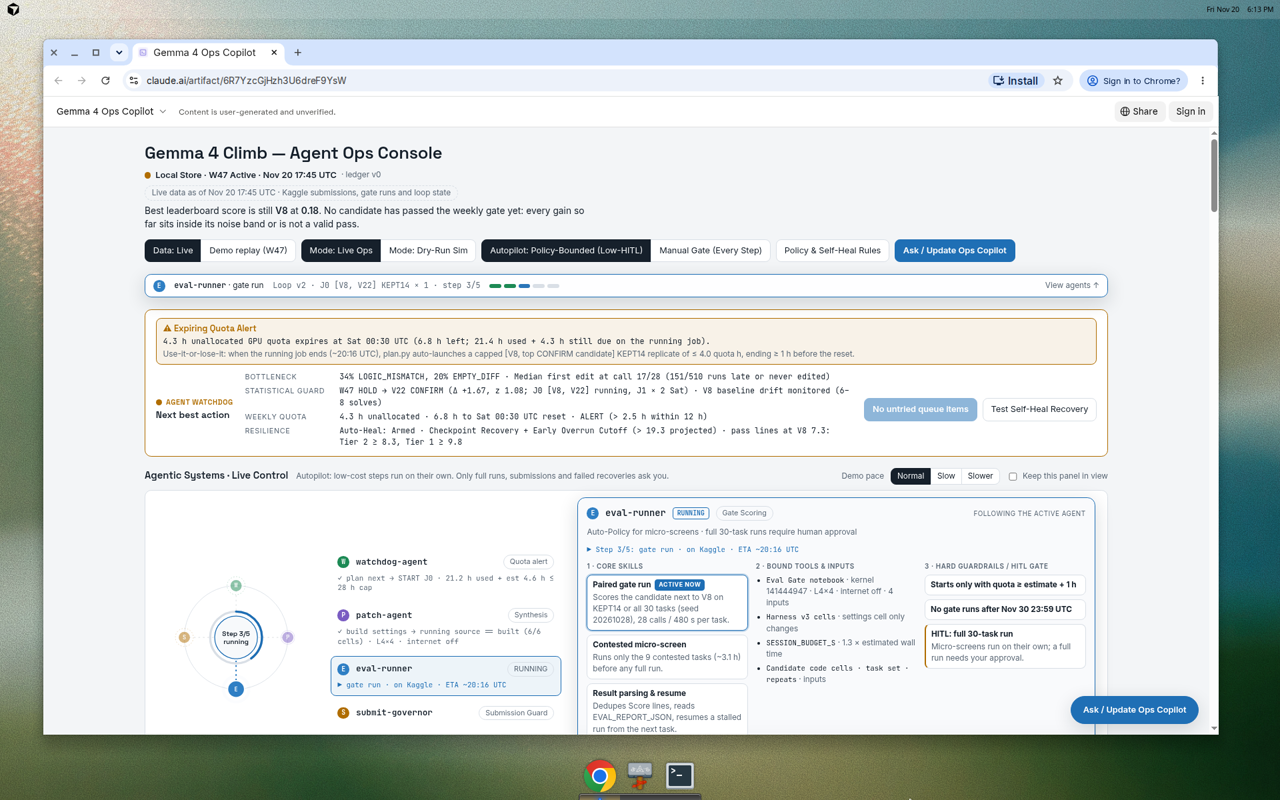 Fri Nov 20 6:13 PM
Gemma 4 Ops Copilot
claude.ai/artifact/6R7YzcGjHzh3U6dreF9YsW
Install
Sign in to Chrome?
Gemma 4 Ops Copilot
Content is user-generated and unverified.
Share
Sign in
Gemma 4 Climb — Agent Ops Console
Local Store · W47 Active · Nov 20 17:45 UTC · ledger v0
Live data as of Nov 20 17:45 UTC · Kaggle submissions, gate runs and loop state
Best leaderboard score is still V8 at 0.18. No candidate has passed the weekly gate yet: every gain so
far sits inside its noise band or is not a valid pass.
Data: Live
Demo replay (W47)
Mode: Live Ops
Mode: Dry-Run Sim
Autopilot: Policy-Bounded (Low-HITL)
Manual Gate (Every Step)
Policy & Self-Heal Rules
Ask / Update Ops Copilot
E eval-runner · gate run Loop v2 · J0 [V8, V22] KEPT14 × 1 · step 3/5
View agents ↑
⚠ Expiring Quota Alert
4.3 h unallocated GPU quota expires at Sat 00:30 UTC (6.8 h left; 21.4 h used + 4.3 h still due on the running job).
Use-it-or-lose-it: when the running job ends (~20:16 UTC), plan.py auto-launches a capped [V8, top CONFIRM candidate] KEPT14 replicate of ≤ 4.0 quota h, ending ≥ 1 h before the reset.
AGENT WATCHDOG
Next best action
BOTTLENECK 34% LOGIC_MISMATCH, 20% EMPTY_DIFF · Median first edit at call 17/28 (151/510 runs late or never edited)
STATISTICAL GUARD W47 HOLD → V22 CONFIRM (Δ +1.67, z 1.08; J0 [V8, V22] running, J1 × 2 Sat) · V8 baseline drift monitored (6–
8 solves)
WEEKLY QUOTA 4.3 h unallocated · 6.8 h to Sat 00:30 UTC reset · ALERT (> 2.5 h within 12 h)
RESILIENCE Auto-Heal: Armed · Checkpoint Recovery + Early Overrun Cutoff (> 19.3 projected) · pass lines at V8 7.3:
Tier 2 ≥ 8.3, Tier 1 ≥ 9.8
No untried queue items
Test Self-Heal Recovery
Agentic Systems · Live Control Autopilot: low-cost steps run on their own. Only full runs, submissions and failed recoveries ask you.
Demo pace
Normal
Slow
Slower
Keep this panel in view
W
S
P
E
Step 3/5
running
W watchdog-agent
Quota alert
✓ plan next → START J0 · 21.2 h used + est 4.6 h ≤
28 h cap
P patch-agent
Synthesis
✓ build settings → running source == built (6/6
cells) · L4×4 · internet off
E eval-runner
RUNNING
▶ gate run · on Kaggle · ETA ~20:16 UTC
S submit-governor
Submission Guard
E eval-runner RUNNING Gate Scoring
FOLLOWING THE ACTIVE AGENT
Auto-Policy for micro-screens · full 30-task runs require human approval
▶ Step 3/5: gate run · on Kaggle · ETA ~20:16 UTC
1 · CORE SKILLS
Paired gate run ACTIVE NOW
Scores the candidate next to V8 on
KEPT14 or all 30 tasks (seed
20261028), 28 calls / 480 s per task.
Contested micro-screen
Runs only the 9 contested tasks (~3.1 h)
before any full run.
Result parsing & resume
Dedupes Score lines, reads
EVAL_REPORT_JSON, resumes a stalled
run from the next task.
2 · BOUND TOOLS & INPUTS
• Eval Gate notebook · kernel
141444947 · L4×4 · internet off · 4
inputs
• Harness v3 cells · settings cell only
changes
• SESSION_BUDGET_S · 1.3 × estimated wall
time
• Candidate code cells · task set ·
repeats · inputs
3 · HARD GUARDRAILS / HITL GATE
Starts only with quota ≥ estimate + 1 h
No gate runs after Nov 30 23:59 UTC
HITL: full 30-task run
Micro-screens run on their own; a full
run needs your approval.
Ask / Update Ops Copilot